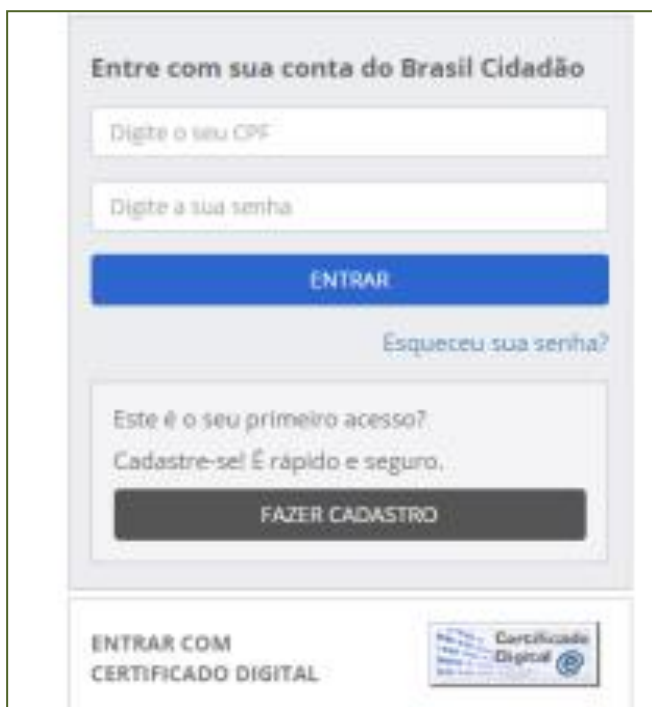 Entre com sua conta do Brasil Cidadão
Digite o seu CPF
Digite a sua senha
ENTRAR
Esqueceu sua senha?
Este é o seu primeiro acesso?
Cadastre-se! É rápido e seguro.
FAZER CADASTRO
ENTRAR COM
CERTIFICADO DIGITAL
Certificado
Digital